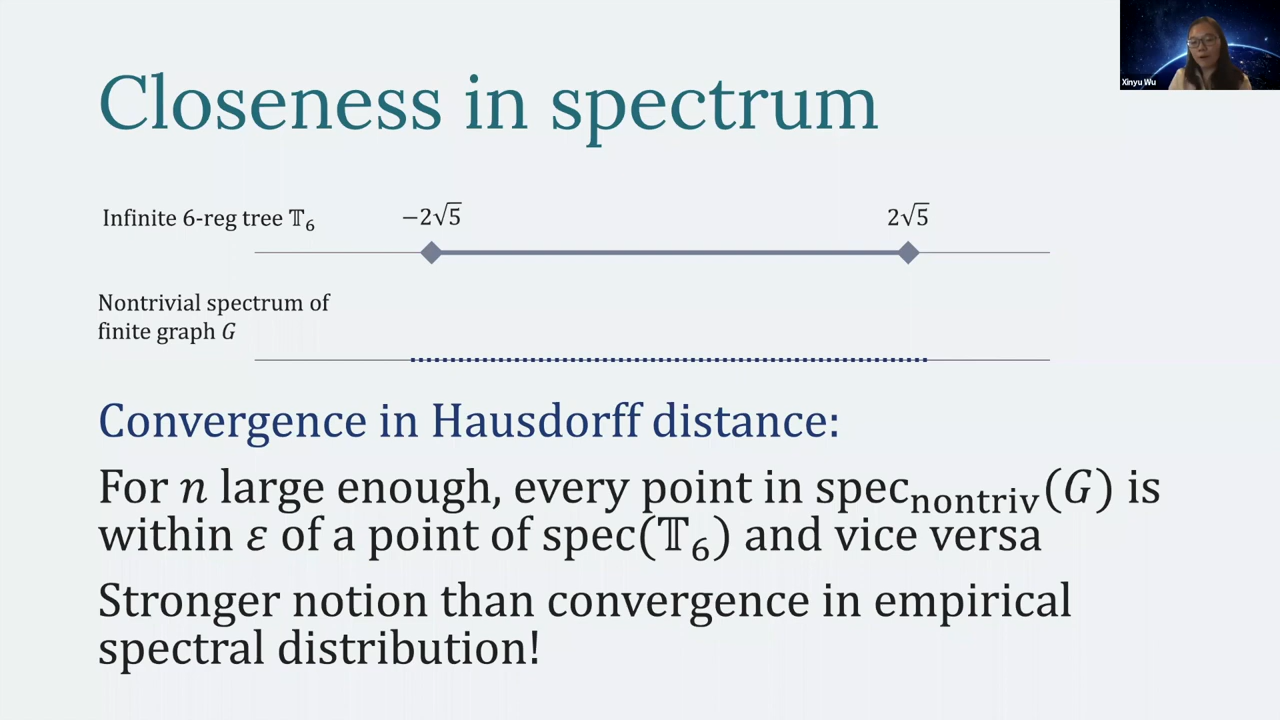 Closeness in spectrum
Xinyu Wu
Infinite 6-reg tree 𝕋₆
−2√5
2√5
Nontrivial spectrum of
finite graph G
Convergence in Hausdorff distance:
For n large enough, every point in spec_nontriv(G) is
within ε of a point of spec(𝕋₆) and vice versa
Stronger notion than convergence in empirical
spectral distribution!